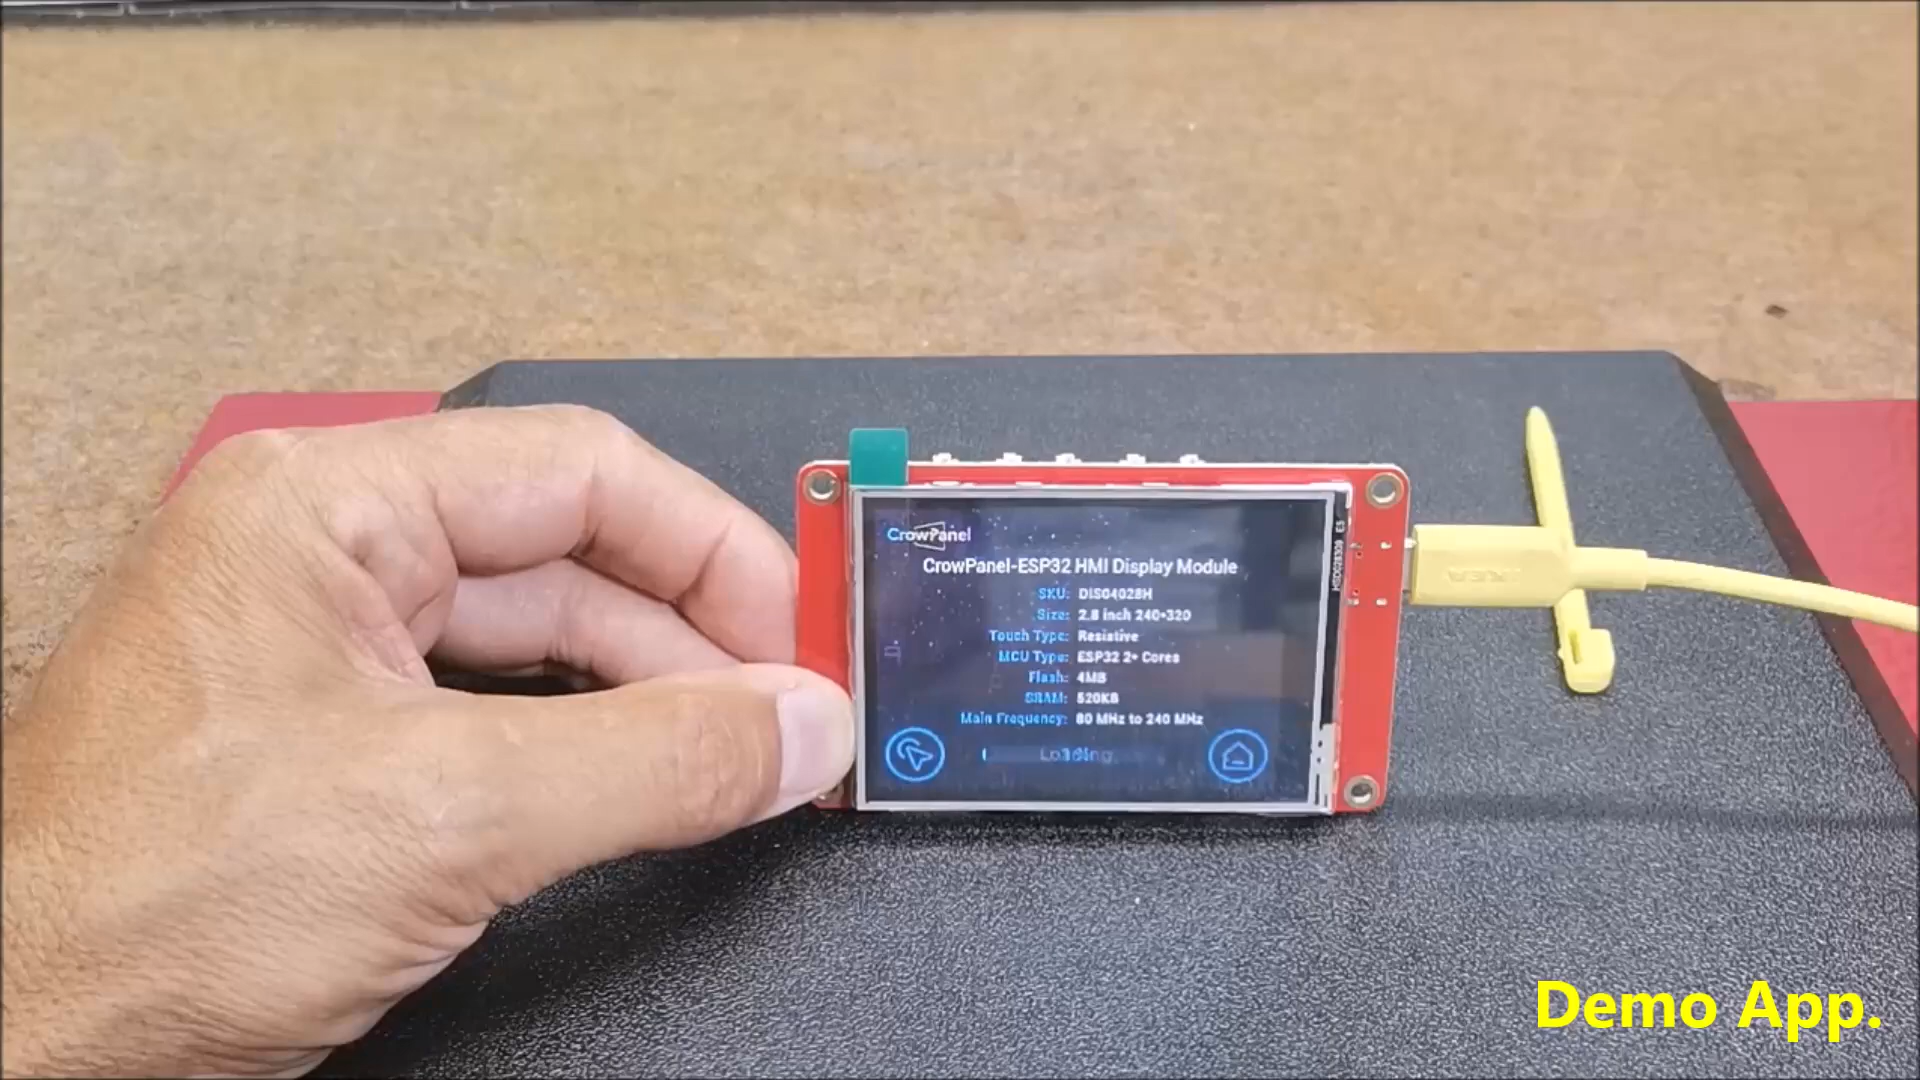 CrowPanel
CrowPanel-ESP32 HMI Display Module
SKU: DIS04028H
Size: 2.8 inch 240*320
Touch Type: Resistive
MCU Type: ESP32 2* Cores
Flash: 4MB
SRAM: 520KB
Main Frequency: 80 MHz to 240 MHz
IKEA
Demo App.